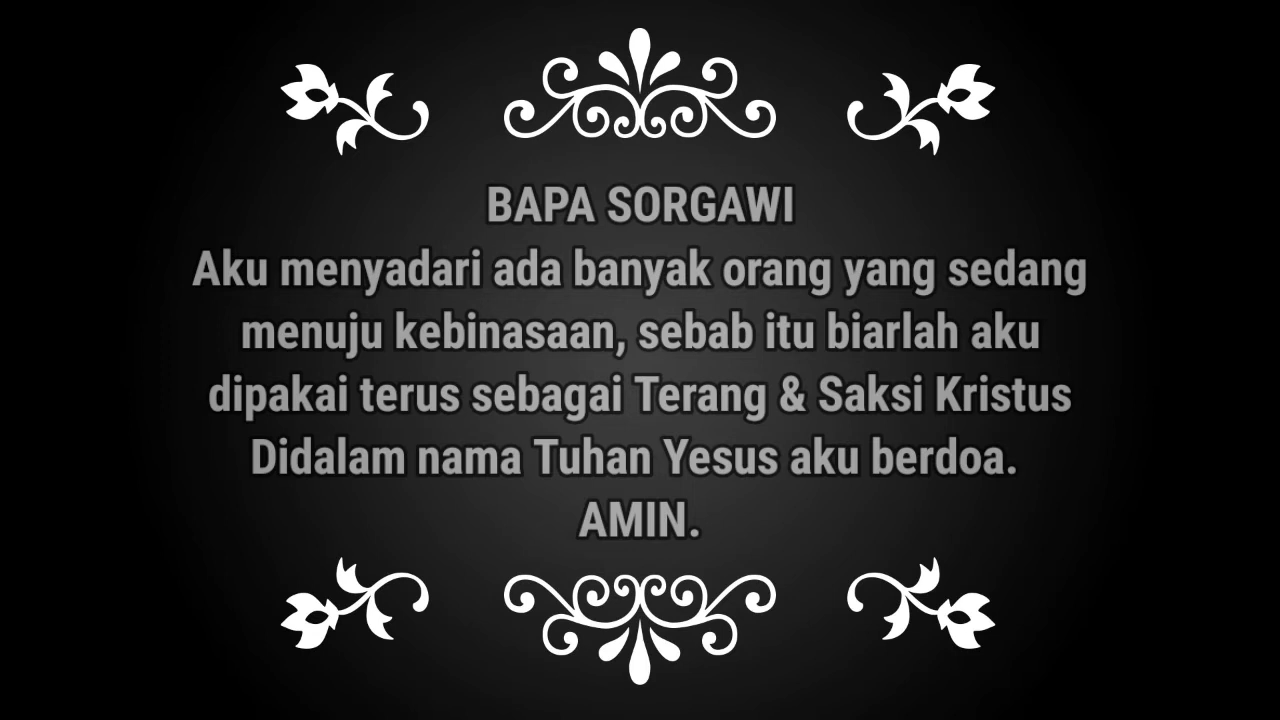 BAPA SORGAWI
Aku menyadari ada banyak orang yang sedang
menuju kebinasaan, sebab itu biarlah aku
dipakai terus sebagai Terang & Saksi Kristus
Didalam nama Tuhan Yesus aku berdoa.
AMIN.